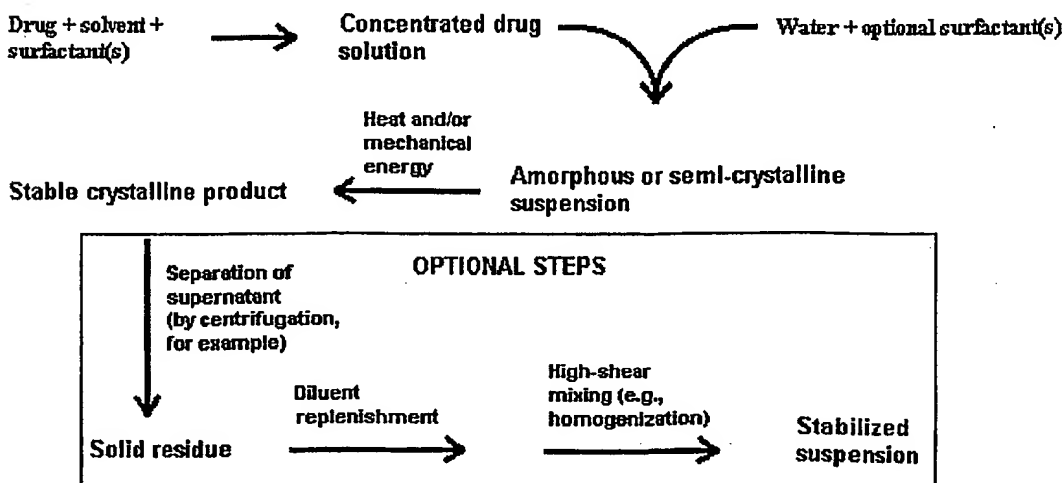 Drug + solvent +
surfactant(s)
Concentrated drug
solution
Water + optional surfactant(s)
Heat and/or
mechanical
energy
Stable crystalline product
Amorphous or semi-crystalline
suspension
OPTIONAL STEPS
Separation of
supernatant
(by centrifugation,
for example)
Diluent
replenishment
High-shear
mixing (e.g.,
homogenization)
Solid residue
Stabilized
suspension